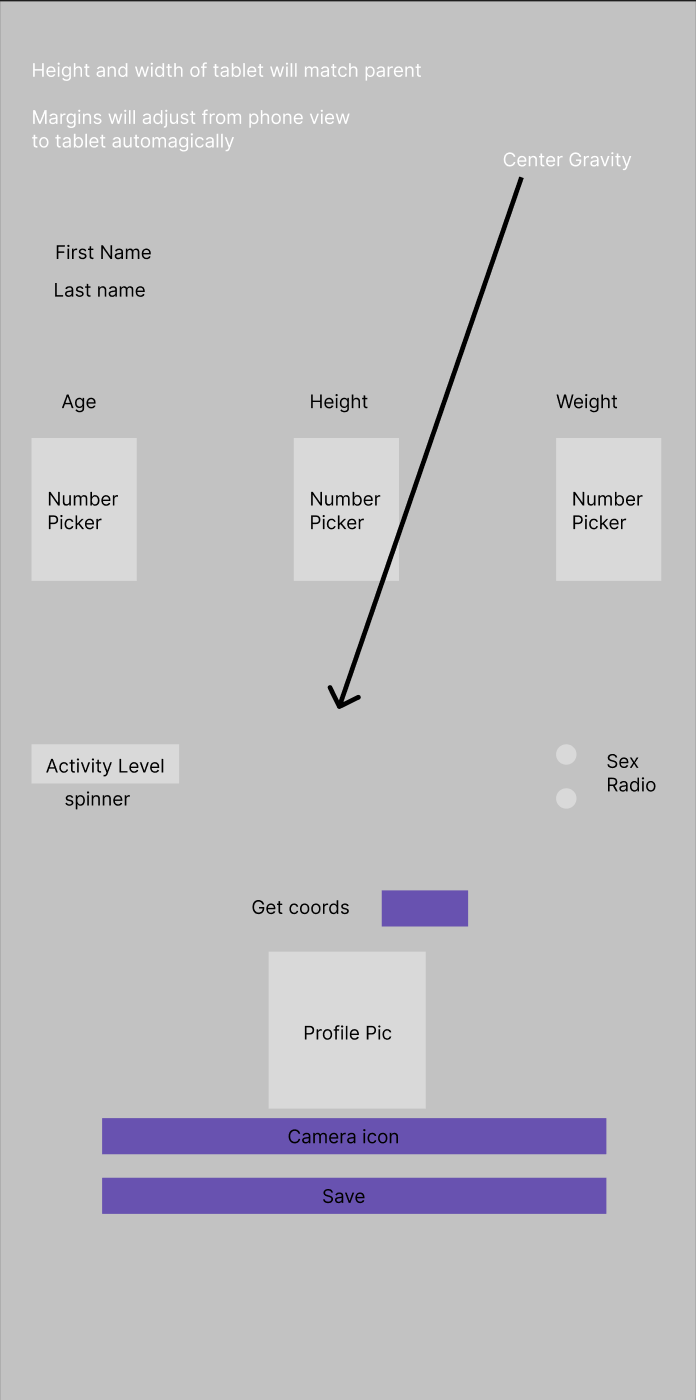 Height and width of tablet will match parent
Margins will adjust from phone view
to tablet automagically
Center Gravity
First Name
Last name
Age
Height
Weight
Number
Picker
Number
Picker
Number
Picker
Activity Level
spinner
Sex
Radio
Get coords
Profile Pic
Camera icon
Save